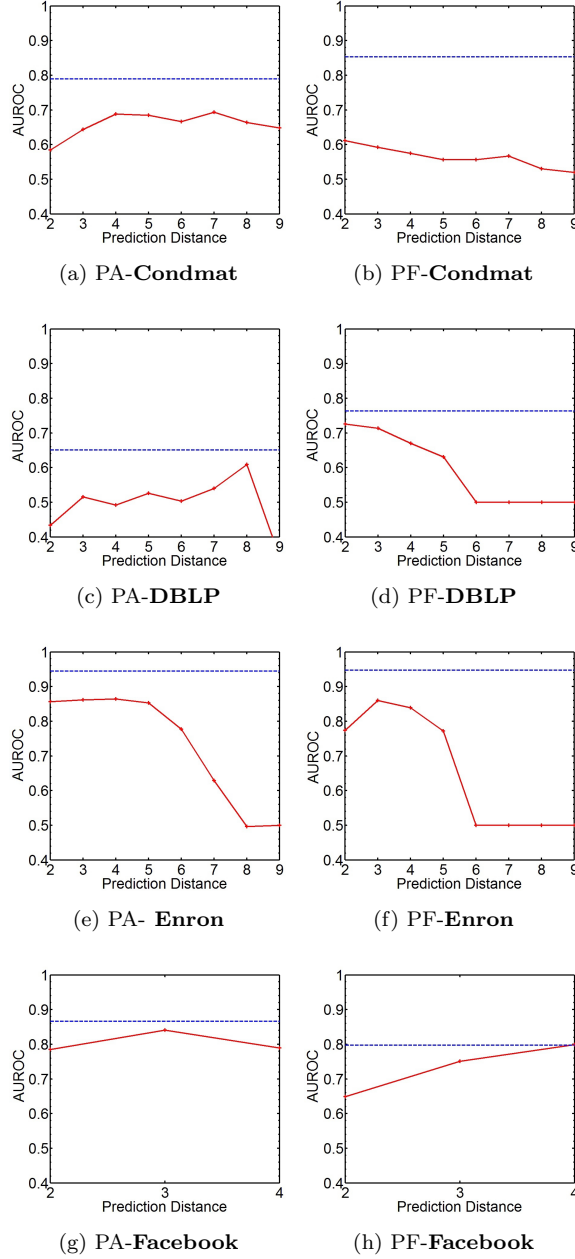 1
0.9
0.8
0.7
0.6
0.5
0.4
AUROC
2 3 4 5 6 7 8 9
Prediction Distance
(a) PA-Condmat
1
0.9
0.8
0.7
0.6
0.5
0.4
AUROC
2 3 4 5 6 7 8 9
Prediction Distance
(b) PF-Condmat
1
0.9
0.8
0.7
0.6
0.5
0.4
AUROC
2 3 4 5 6 7 8 9
Prediction Distance
(c) PA-DBLP
1
0.9
0.8
0.7
0.6
0.5
0.4
AUROC
2 3 4 5 6 7 8 9
Prediction Distance
(d) PF-DBLP
1
0.9
0.8
0.7
0.6
0.5
0.4
AUROC
2 3 4 5 6 7 8 9
Prediction Distance
(e) PA- Enron
1
0.9
0.8
0.7
0.6
0.5
0.4
AUROC
2 3 4 5 6 7 8 9
Prediction Distance
(f) PF-Enron
1
0.9
0.8
0.7
0.6
0.5
0.4
AUROC
2 3 4
Prediction Distance
(g) PA-Facebook
1
0.9
0.8
0.7
0.6
0.5
0.4
AUROC
2 3 4
Prediction Distance
(h) PF-Facebook